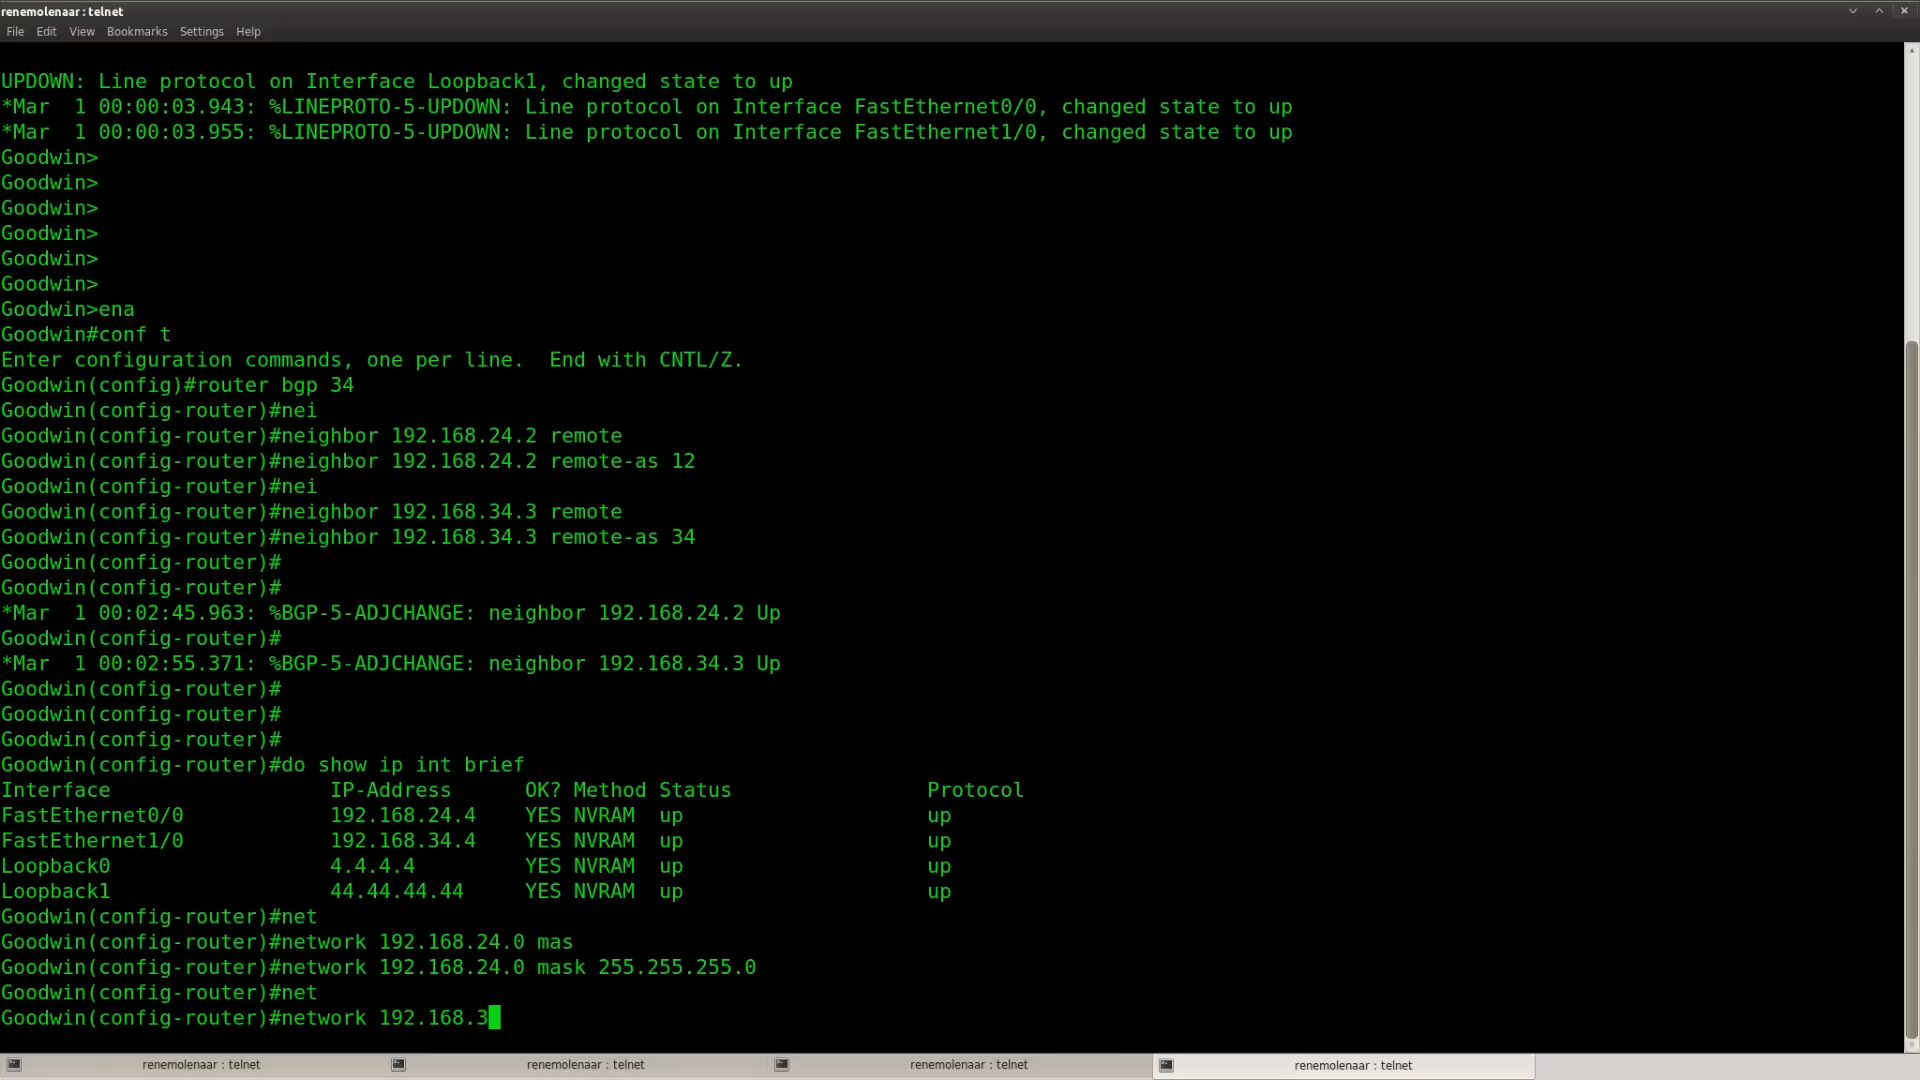 renemolenaar : telnet
File Edit View Bookmarks Settings Help
UPDOWN: Line protocol on Interface Loopback1, changed state to up
*Mar  1 00:00:03.943: %LINEPROTO-5-UPDOWN: Line protocol on Interface FastEthernet0/0, changed state to up
*Mar  1 00:00:03.955: %LINEPROTO-5-UPDOWN: Line protocol on Interface FastEthernet1/0, changed state to up
Goodwin>
Goodwin>
Goodwin>
Goodwin>
Goodwin>
Goodwin>
Goodwin>ena
Goodwin#conf t
Enter configuration commands, one per line.  End with CNTL/Z.
Goodwin(config)#router bgp 34
Goodwin(config-router)#nei
Goodwin(config-router)#neighbor 192.168.24.2 remote
Goodwin(config-router)#neighbor 192.168.24.2 remote-as 12
Goodwin(config-router)#nei
Goodwin(config-router)#neighbor 192.168.34.3 remote
Goodwin(config-router)#neighbor 192.168.34.3 remote-as 34
Goodwin(config-router)#
Goodwin(config-router)#
*Mar  1 00:02:45.963: %BGP-5-ADJCHANGE: neighbor 192.168.24.2 Up
Goodwin(config-router)#
*Mar  1 00:02:55.371: %BGP-5-ADJCHANGE: neighbor 192.168.34.3 Up
Goodwin(config-router)#
Goodwin(config-router)#
Goodwin(config-router)#
Goodwin(config-router)#do show ip int brief
Interface                  IP-Address      OK? Method Status                Protocol
FastEthernet0/0            192.168.24.4    YES NVRAM  up                    up
FastEthernet1/0            192.168.34.4    YES NVRAM  up                    up
Loopback0                  4.4.4.4         YES NVRAM  up                    up
Loopback1                  44.44.44.44     YES NVRAM  up                    up
Goodwin(config-router)#net
Goodwin(config-router)#network 192.168.24.0 mas
Goodwin(config-router)#network 192.168.24.0 mask 255.255.255.0
Goodwin(config-router)#net
Goodwin(config-router)#network 192.168.3
renemolenaar : telnet renemolenaar : telnet renemolenaar : telnet renemolenaar : telnet